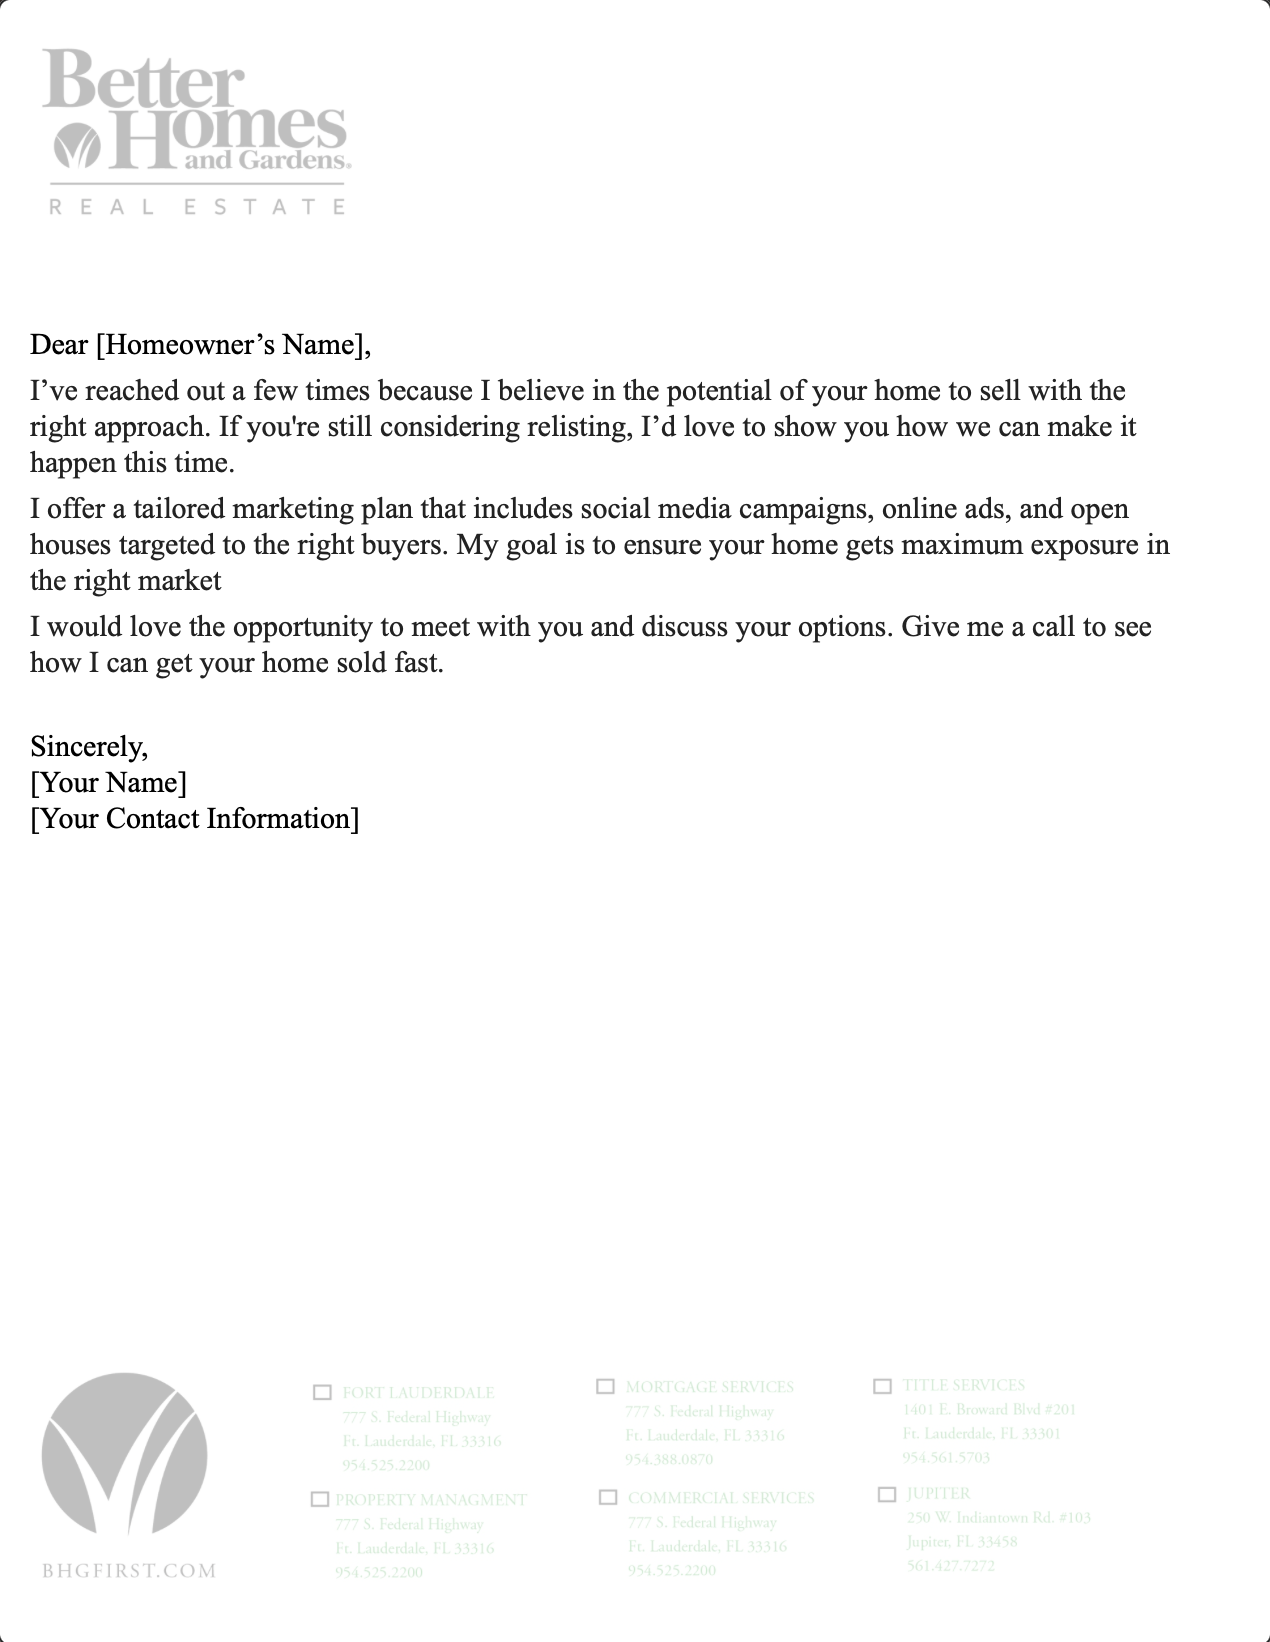 Better
Homes
and Gardens.
REAL ESTATE
Dear [Homeowner’s Name],
I’ve reached out a few times because I believe in the potential of your home to sell with the
right approach. If you're still considering relisting, I’d love to show you how we can make it
happen this time.
I offer a tailored marketing plan that includes social media campaigns, online ads, and open
houses targeted to the right buyers. My goal is to ensure your home gets maximum exposure in
the right market
I would love the opportunity to meet with you and discuss your options. Give me a call to see
how I can get your home sold fast.
Sincerely,
[Your Name]
[Your Contact Information]
FORT LAUDERDALE
777 S. Federal Highway
Ft. Lauderdale, FL 33316
954.525.2200
MORTGAGE SERVICES
777 S. Federal Highway
Ft. Lauderdale, FL 33316
954.388.0870
TITLE SERVICES
1401 E. Broward Blvd #201
Ft. Lauderdale, FL 33301
954.561.5703
PROPERTY MANAGMENT
777 S. Federal Highway
Ft. Lauderdale, FL 33316
954.525.2200
COMMERCIAL SERVICES
777 S. Federal Highway
Ft. Lauderdale, FL 33316
954.525.2200
JUPITER
250 W. Indiantown Rd. #103
Jupiter, FL 33458
561.427.7272
BHGFIRST.COM